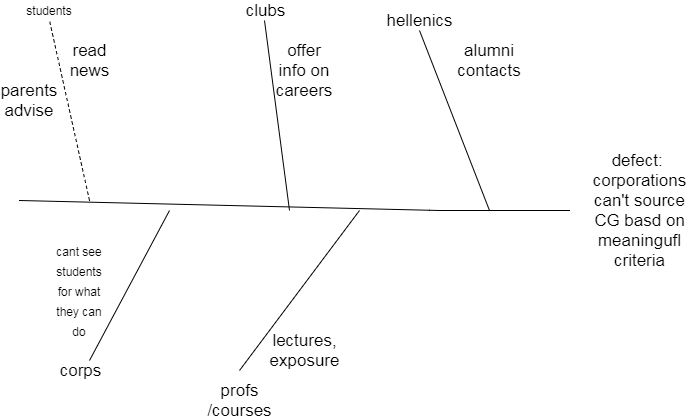 students
read
news
parents
advise
clubs
offer
info on
careers
hellenics
alumni
contacts
defect:
corporations
can't source
CG basd on
meaningufl
criteria
cant see
students
for what
they can
do
corps
lectures,
exposure
profs
/courses